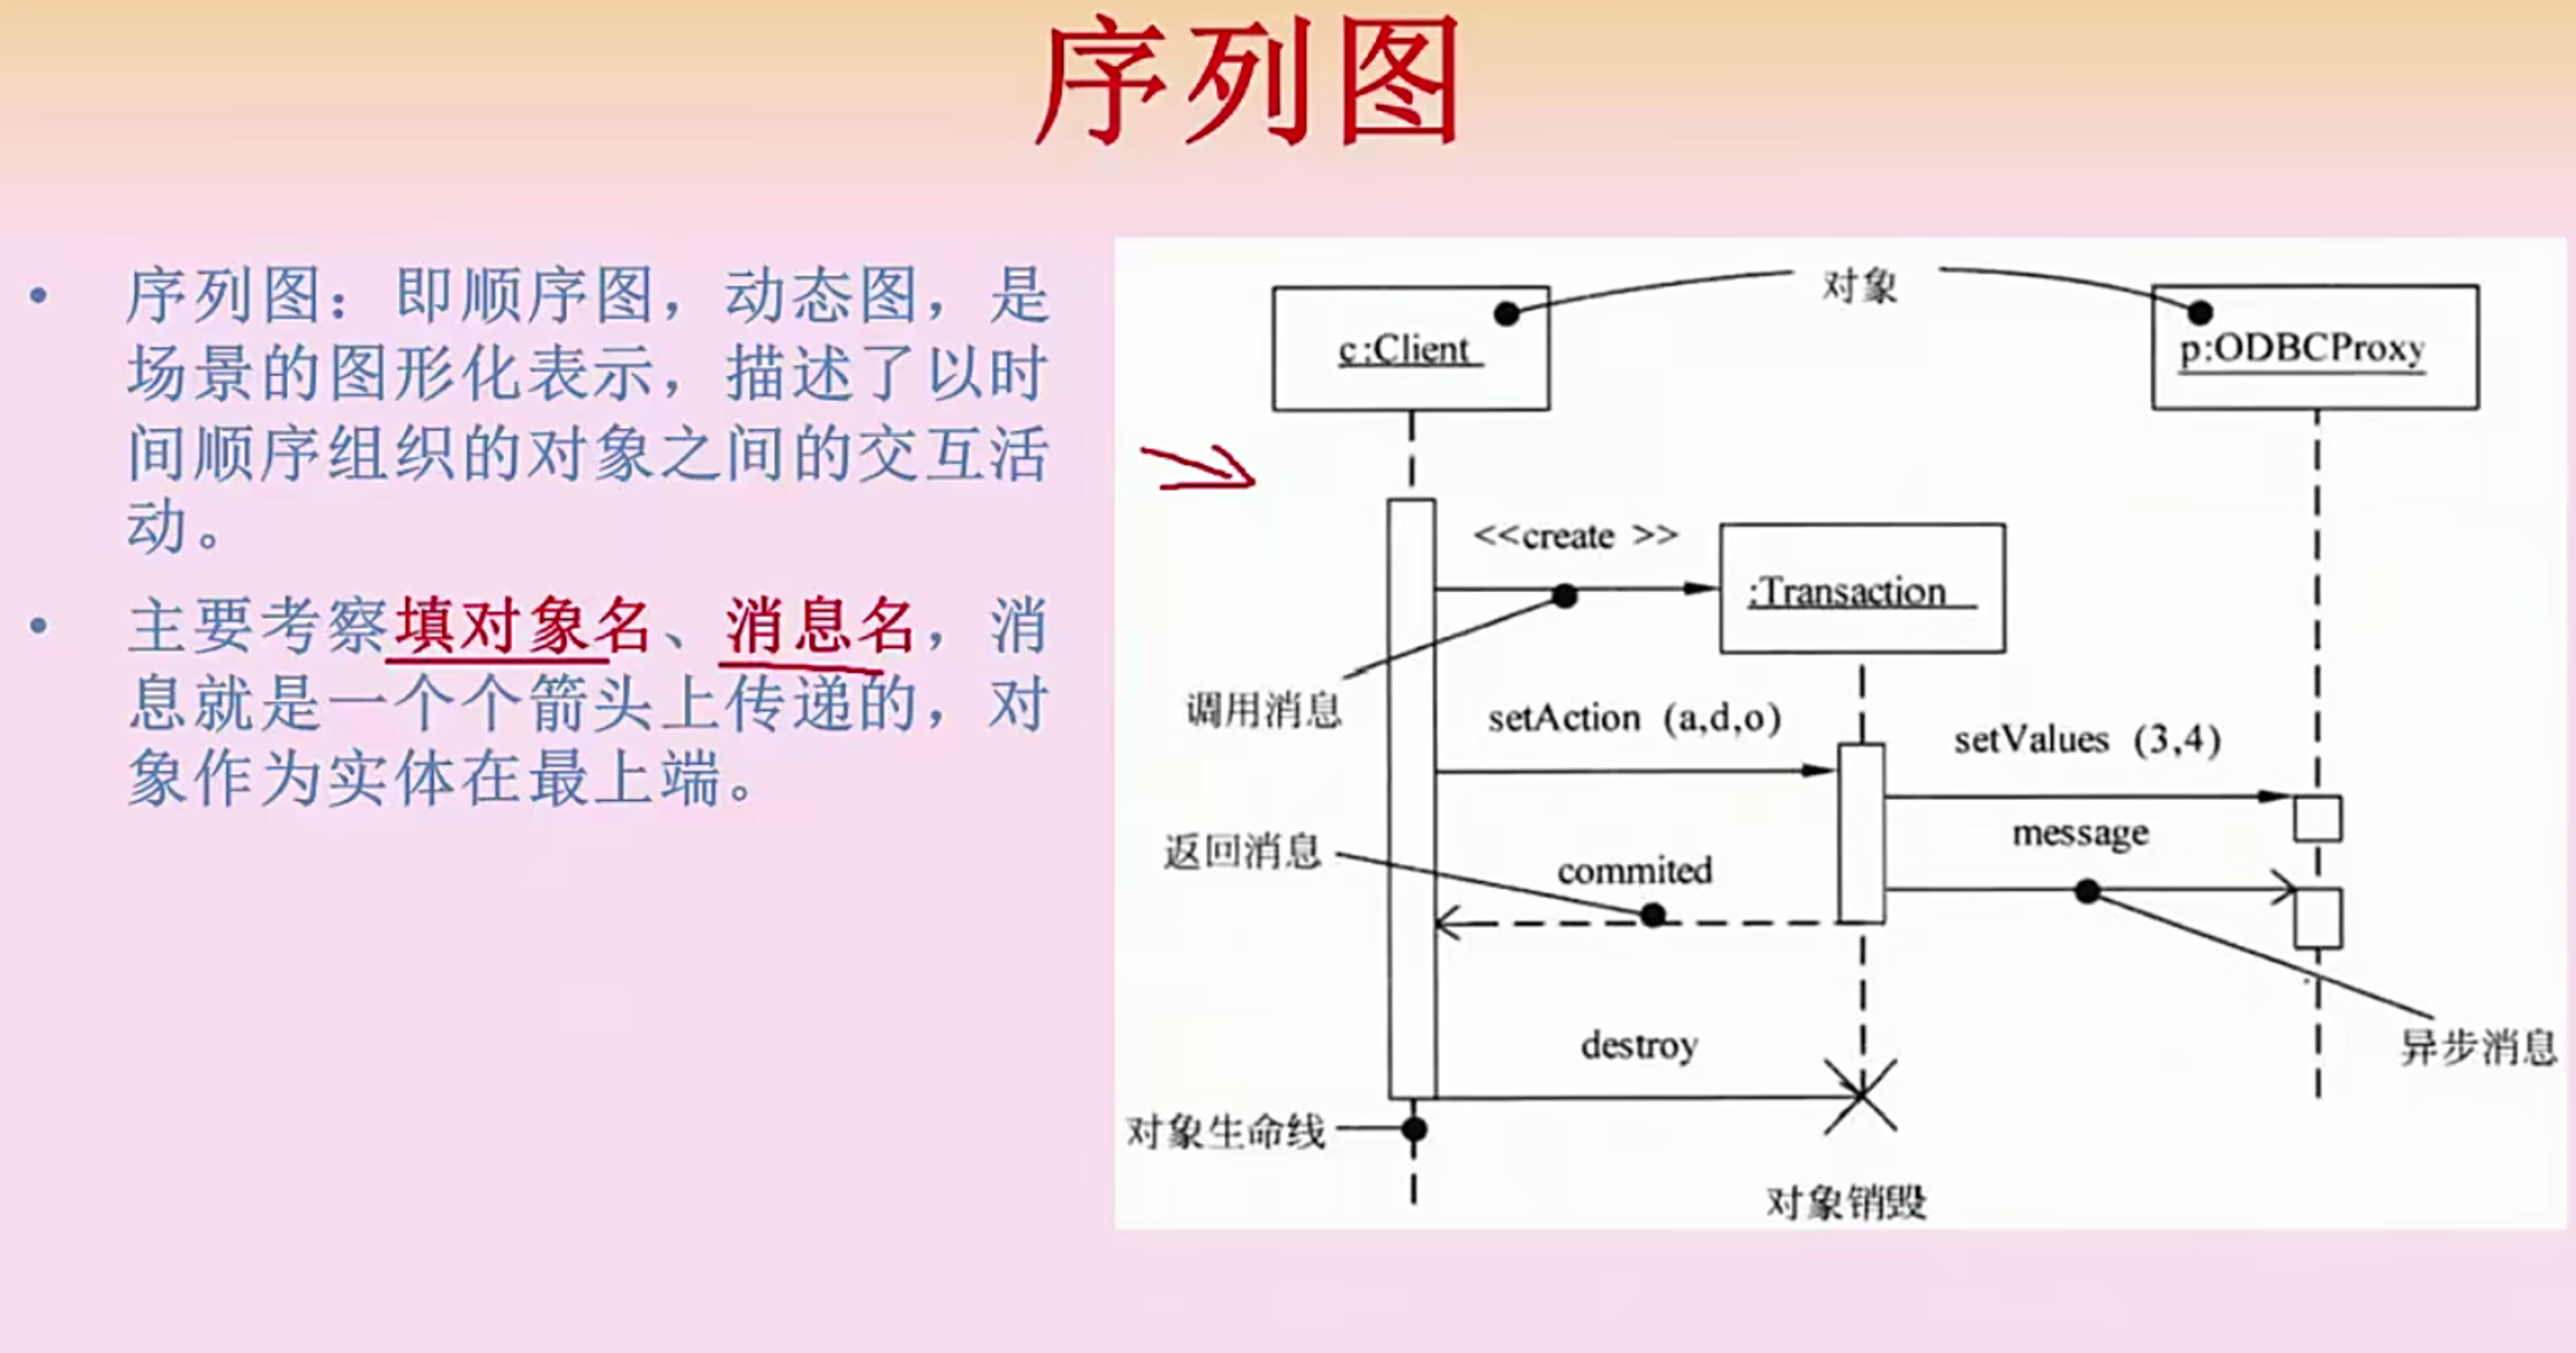 序列图
• 序列图：即顺序图，动态图，是
场景的图形化表示，描述了以时
间顺序组织的对象之间的交互活
动。
• 主要考察填对象名、消息名，消
息就是一个个箭头上传递的，对
象作为实体在最上端。
对象
c:Client
p:ODBCProxy
<<create >>
:Transaction
调用消息
setAction (a,d,o)
setValues (3,4)
message
返回消息
commited
destroy
异步消息
对象生命线
对象销毁